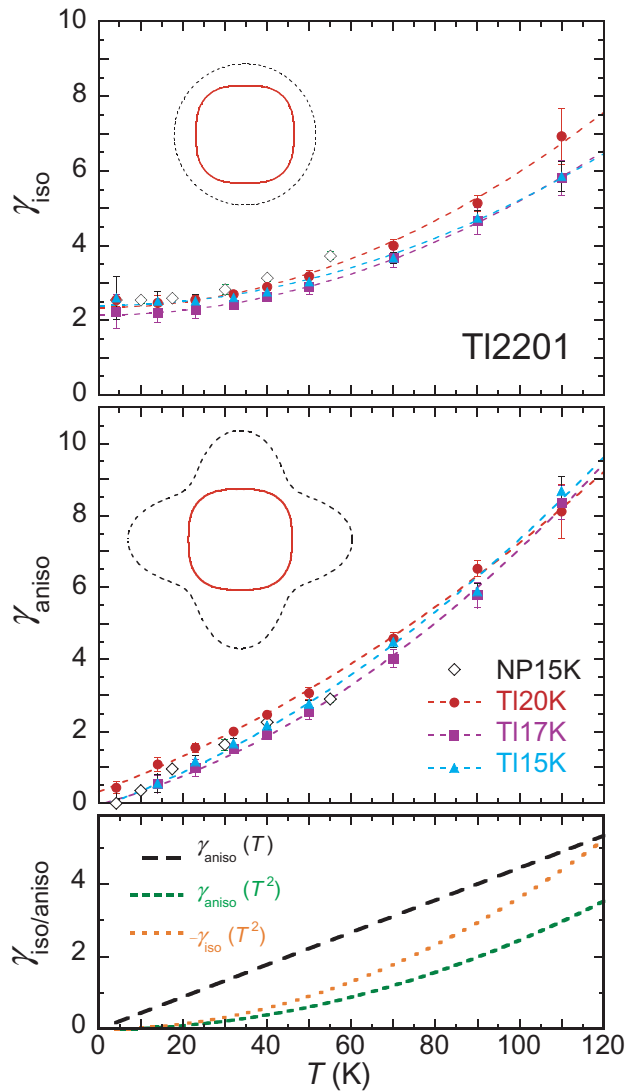 10
8
6
4
2
0
γiso
Tl2201
10
8
6
4
2
0
γaniso
NP15K
Tl20K
Tl17K
Tl15K
4
2
0
γiso/aniso
γaniso (T)
γaniso (T²)
-γiso (T²)
0 20 40 60 80 100 120
T (K)